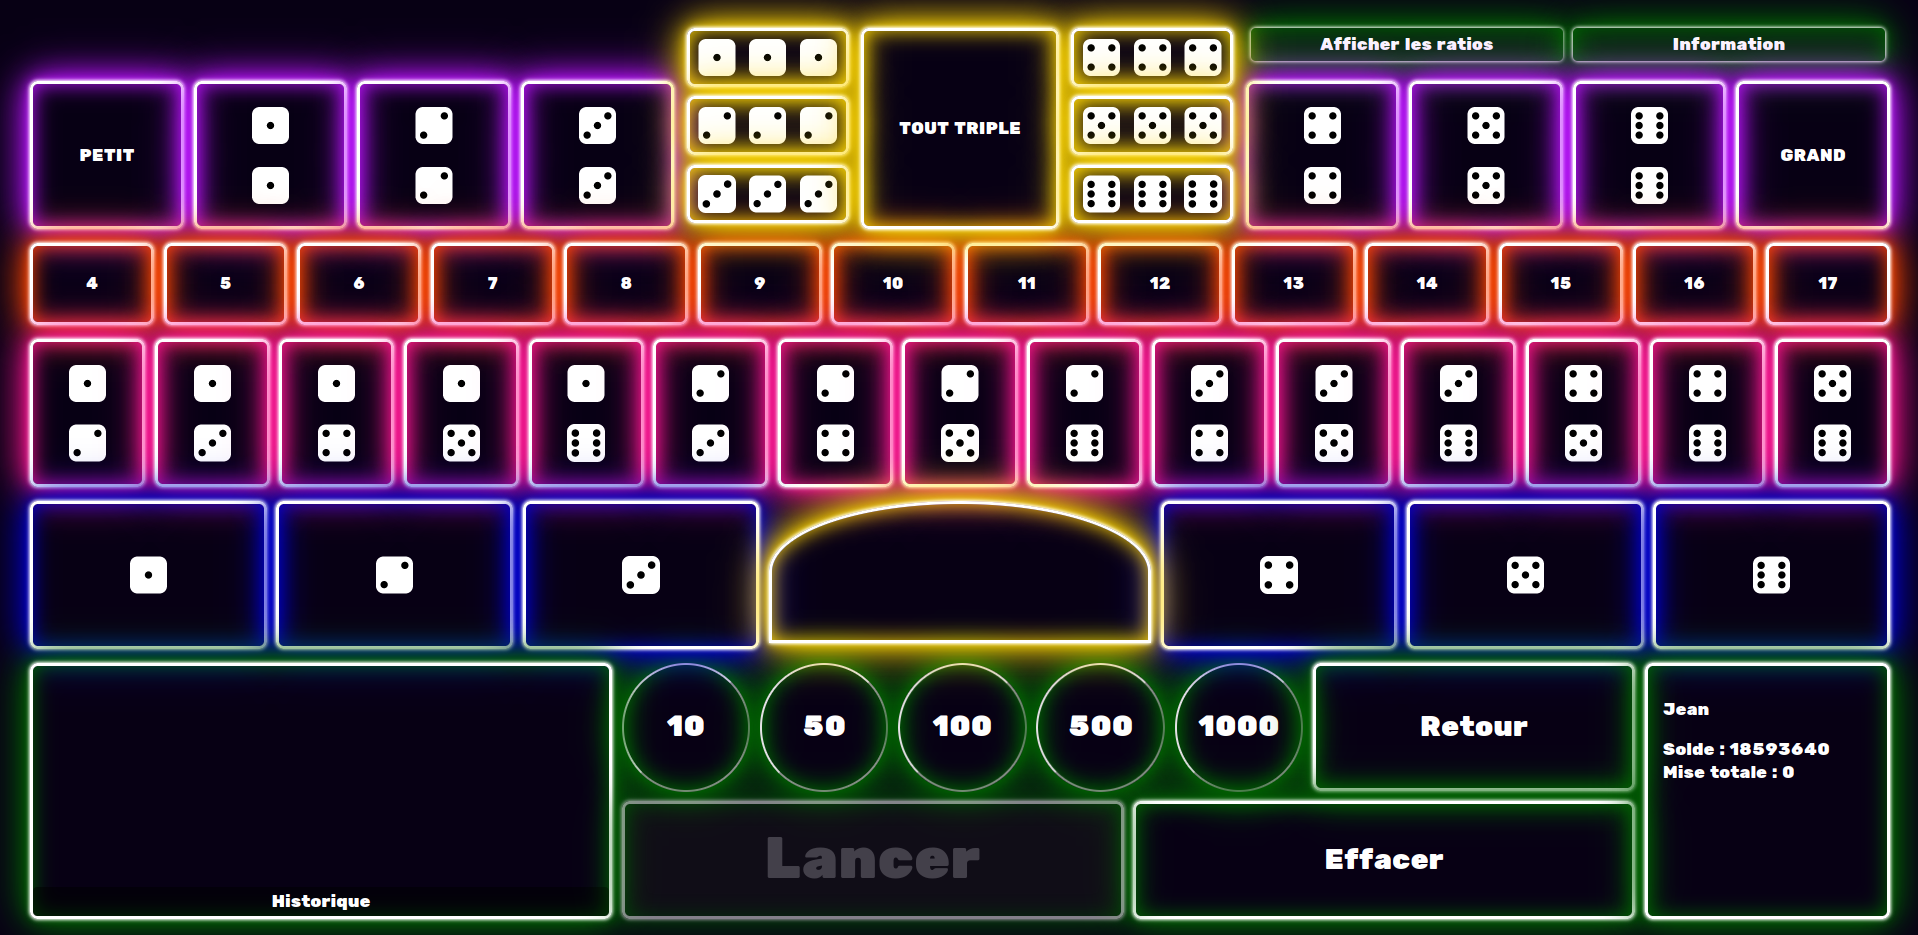 Afficher les ratios
Information
PETIT
TOUT TRIPLE
GRAND
4 5 6 7 8 9 10 11 12 13 14 15 16 17
10 50 100 500 1000
Retour
Jean
Solde : 18593640
Mise totale : 0
Lancer
Effacer
Historique